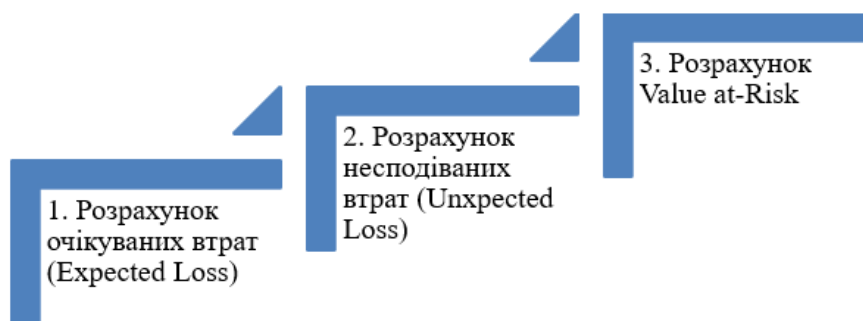 1. Розрахунок
очікуваних втрат
(Expected Loss)
2. Розрахунок
несподіваних
втрат (Unxpected
Loss)
3. Розрахунок
Value at-Risk